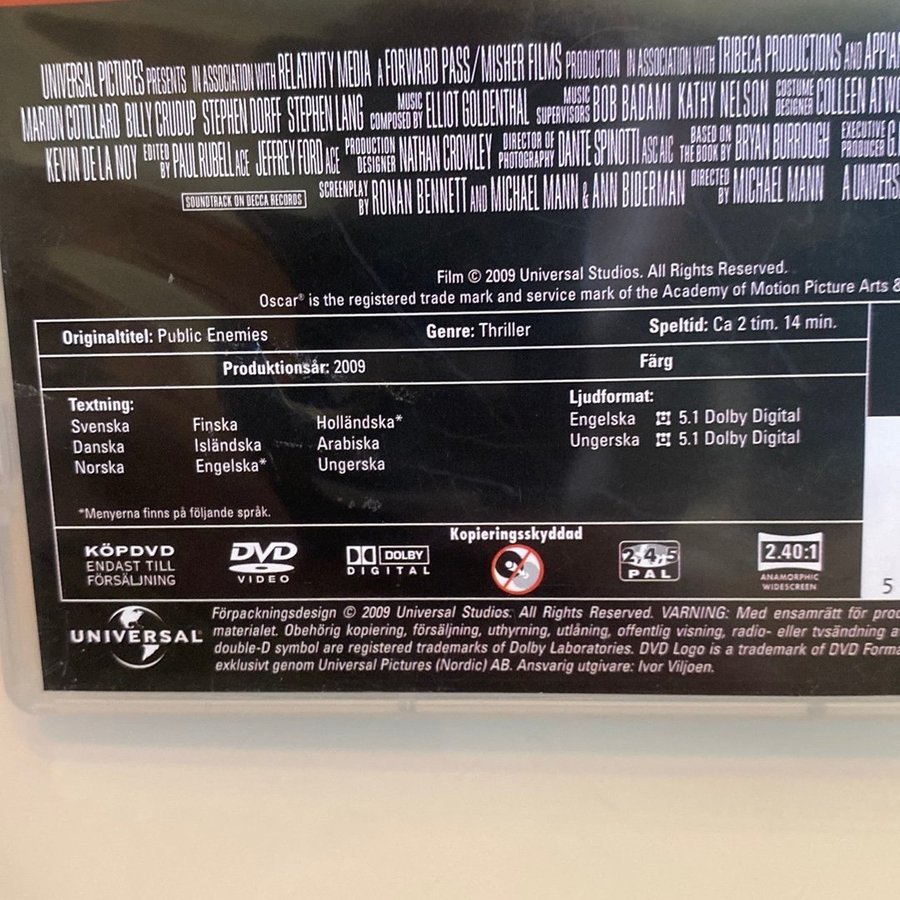 UNIVERSAL PICTURES PRESENTS IN ASSOCIATION WITH RELATIVITY MEDIA A FORWARD PASS/MISHER FILMS PRODUCTION IN ASSOCIATION WITH TRIBECA PRODUCTIONS AND APPIAN
MARION COTILLARD BILLY CRUDUP STEPHEN DORFF STEPHEN LANG MUSIC COMPOSED BY ELLIOT GOLDENTHAL MUSIC SUPERVISORS BOB BADAMI KATHY NELSON COSTUME DESIGNER COLLEEN ATWO
KEVIN DE LA NOY EDITED BY PAUL RUBELL ACE JEFFREY FORD ACE PRODUCTION DESIGNER NATHAN CROWLEY DIRECTOR OF PHOTOGRAPHY DANTE SPINOTTI ASC AIC BASED ON THE BOOK BY BRYAN BURROUGH EXECUTIVE PRODUCER G.
SOUNDTRACK ON DECCA RECORDS SCREENPLAY BY RONAN BENNETT AND MICHAEL MANN & ANN BIDERMAN DIRECTED BY MICHAEL MANN A UNIVERS
Film © 2009 Universal Studios. All Rights Reserved.
Oscar® is the registered trade mark and service mark of the Academy of Motion Picture Arts &
Originaltitel: Public Enemies Genre: Thriller Speltid: Ca 2 tim. 14 min.
Produktionsår: 2009 Färg
Textning:
Svenska Finska Holländska*
Danska Isländska Arabiska
Norska Engelska* Ungerska
Ljudformat:
Engelska 5.1 Dolby Digital
Ungerska 5.1 Dolby Digital
*Menyerna finns på följande språk.
KÖPDVD
ENDAST TILL
FÖRSÄLJNING
DVD
VIDEO
DOLBY
DIGITAL
Kopieringsskyddad
2,4,5
PAL
2.40:1
ANAMORPHIC
WIDESCREEN
5
UNIVERSAL
Förpackningsdesign © 2009 Universal Studios. All Rights Reserved. VARNING: Med ensamrätt för prod
materialet. Obehörig kopiering, försäljning, uthyrning, utlåning, offentlig visning, radio- eller tvsändning a
double-D symbol are registered trademarks of Dolby Laboratories. DVD Logo is a trademark of DVD Forma
exklusivt genom Universal Pictures (Nordic) AB. Ansvarig utgivare: Ivor Viljoen.